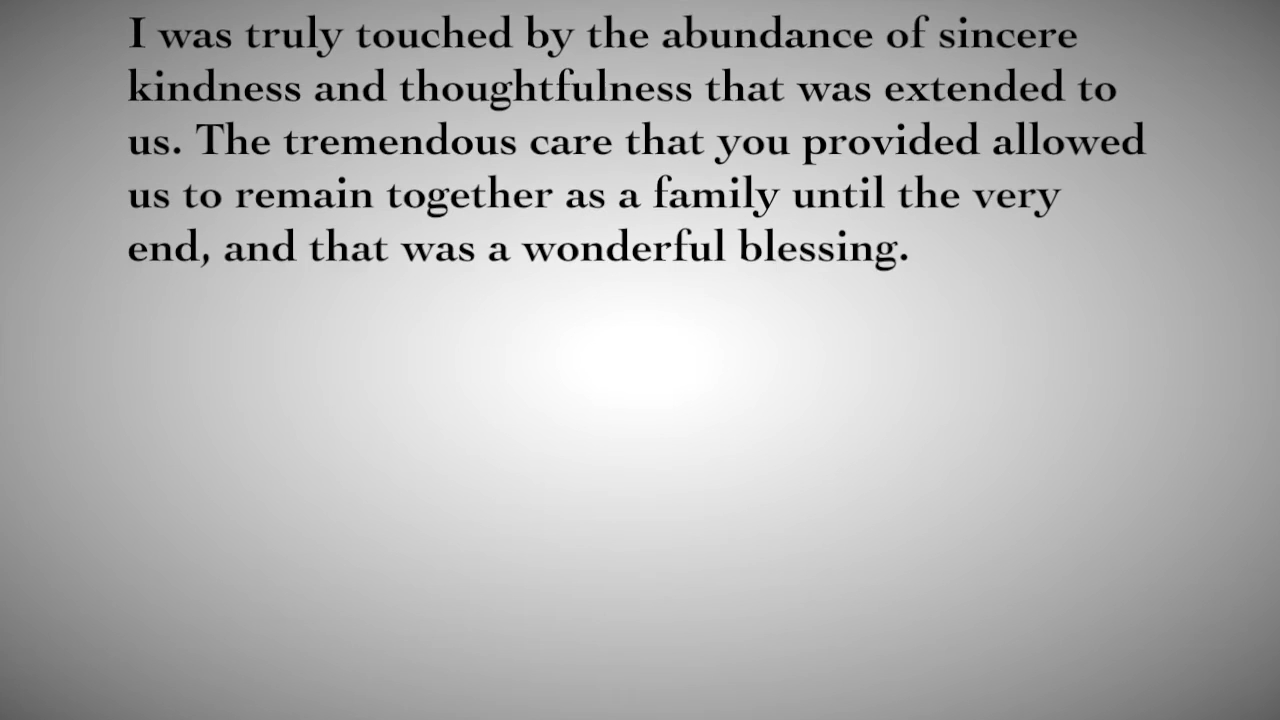 I was truly touched by the abundance of sincere
kindness and thoughtfulness that was extended to
us. The tremendous care that you provided allowed
us to remain together as a family until the very
end, and that was a wonderful blessing.